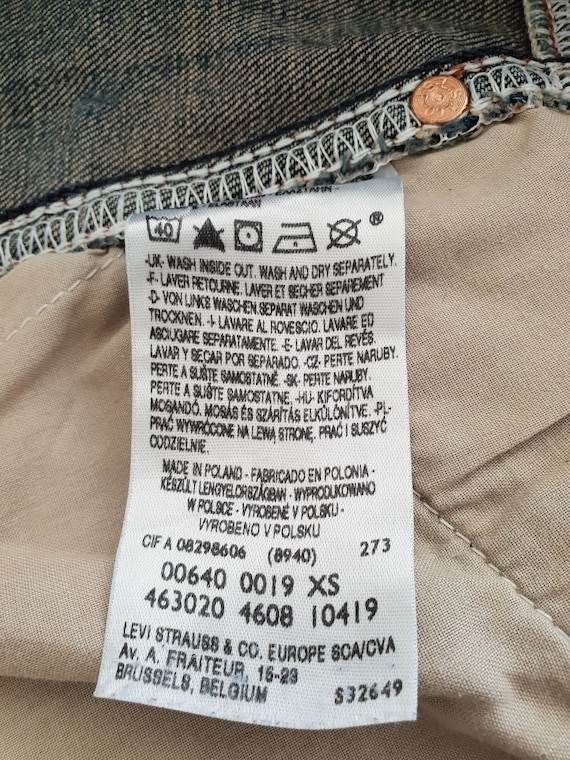 40 ®
-UK- WASH INSIDE OUT. WASH AND DRY SEPARATELY.
-F- LAVER RETOURNE. LAVER ET SECHER SEPAREMENT
-D- VON LINKS WASCHEN.SEPARAT WASCHEN UND
TROCKNEN. -I- LAVARE AL ROVESCIO. LAVARE ED
ASCIUGARE SEPARATAMENTE. -E- LAVAR DEL REVÉS.
LAVAR Y SECAR POR SEPARADO. -CZ- PERTE NARUBY.
PERTE A SUŠTE SAMOSTATNĚ. -SK- PERTE NARUBY.
PERTE A SUŠTE SAMOSTATNE. -HU- KIFORDÍTVA
MOSANDÓ. MOSÁS ÉS SZÁRÍTÁS ELKÜLÖNÍTVE. -PL-
PRAĆ WYWRÓCONE NA LEWĄ STRONĘ. PRAĆ I SUSZYĆ
ODDZIELNIE.
MADE IN POLAND - FABRICADO EN POLONIA -
KÉSZÜLT LENGYELORSZÁGBAN - WYPRODUKOWANO
W POLSCE - VYROBENÉ V POLSKU -
VYROBENO V POLSKU
CIF A 08298606 (8940) 273
00640 0019 XS
463020 4608 10419
LEVI STRAUSS & CO. EUROPE SCA/CVA
Av. A. FRAITEUR, 15-23
BRUSSELS, BELGIUM S32649